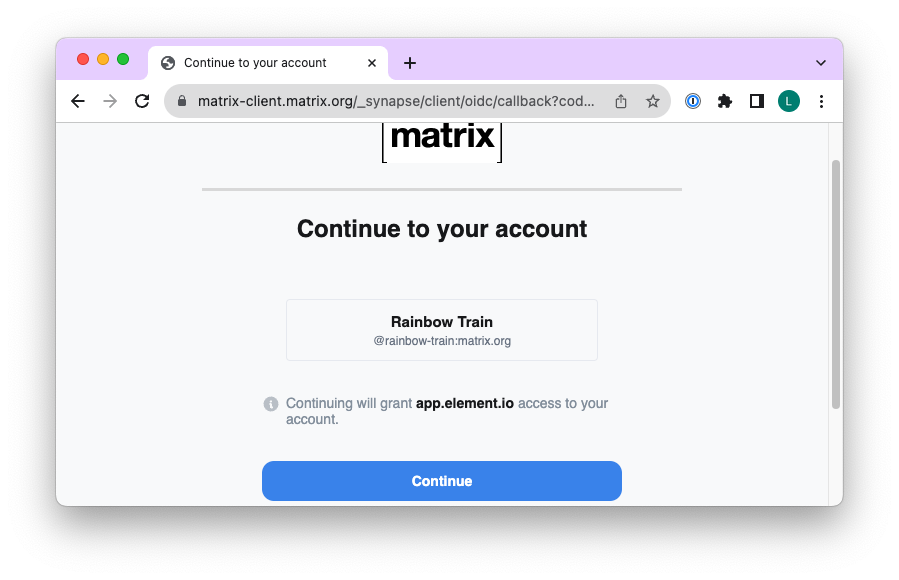 Continue to your account
matrix-client.matrix.org/_synapse/client/oidc/callback?cod...
L
[matrix]
Continue to your account
Rainbow Train
@rainbow-train:matrix.org
Continuing will grant app.element.io access to your
account.
Continue